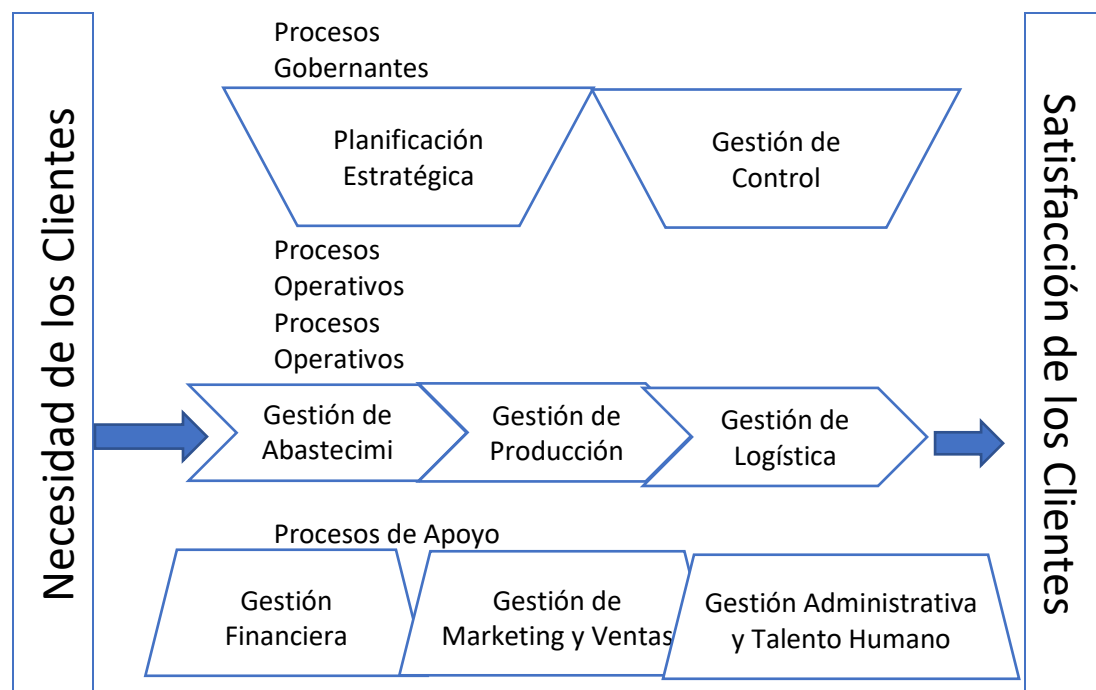 Necesidad de los Clientes
Procesos
Gobernantes
Planificación
Estratégica
Gestión de
Control
Procesos
Operativos
Procesos
Operativos
Gestión de
Abastecimi
Gestión de
Producción
Gestión de
Logística
Procesos de Apoyo
Gestión
Financiera
Gestión de
Marketing y Ventas
Gestión Administrativa
y Talento Humano
Satisfacción de los Clientes